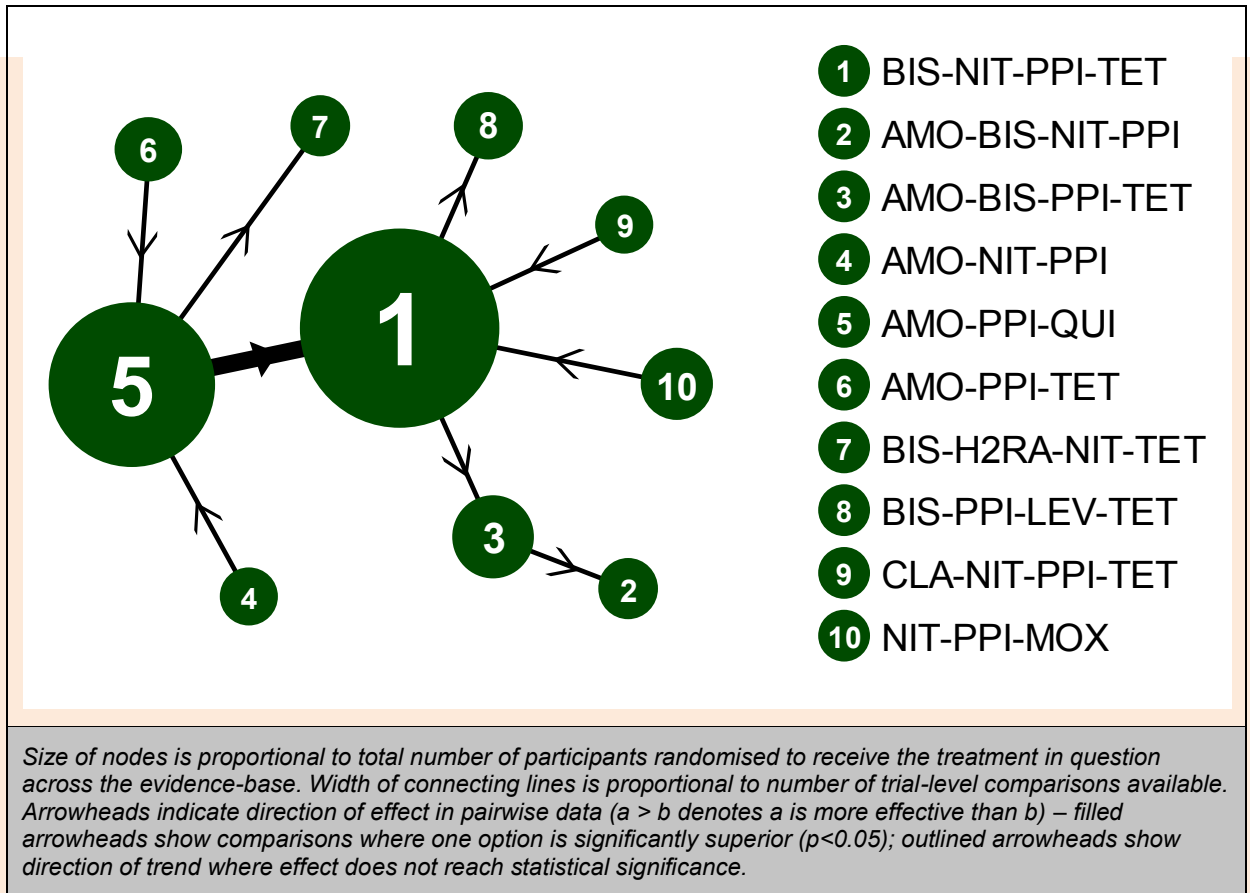 6
7
8
9
1
5
10
3
4
2
1 BIS-NIT-PPI-TET
2 AMO-BIS-NIT-PPI
3 AMO-BIS-PPI-TET
4 AMO-NIT-PPI
5 AMO-PPI-QUI
6 AMO-PPI-TET
7 BIS-H2RA-NIT-TET
8 BIS-PPI-LEV-TET
9 CLA-NIT-PPI-TET
10 NIT-PPI-MOX
Size of nodes is proportional to total number of participants randomised to receive the treatment in question
across the evidence-base. Width of connecting lines is proportional to number of trial-level comparisons available.
Arrowheads indicate direction of effect in pairwise data (a > b denotes a is more effective than b) – filled
arrowheads show comparisons where one option is significantly superior (p<0.05); outlined arrowheads show
direction of trend where effect does not reach statistical significance.